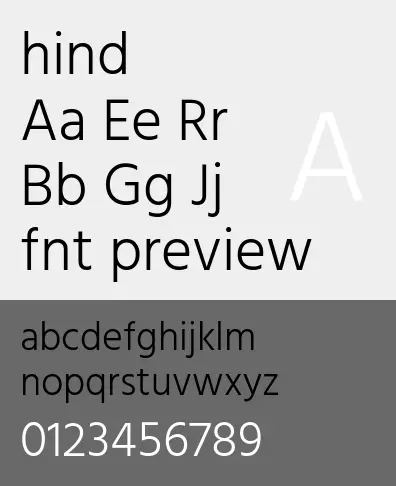 hind
Aa Ee Rr
A
Bb Gg Jj
fnt preview
abcdefghijklm
nopqrstuvwxyz
0123456789